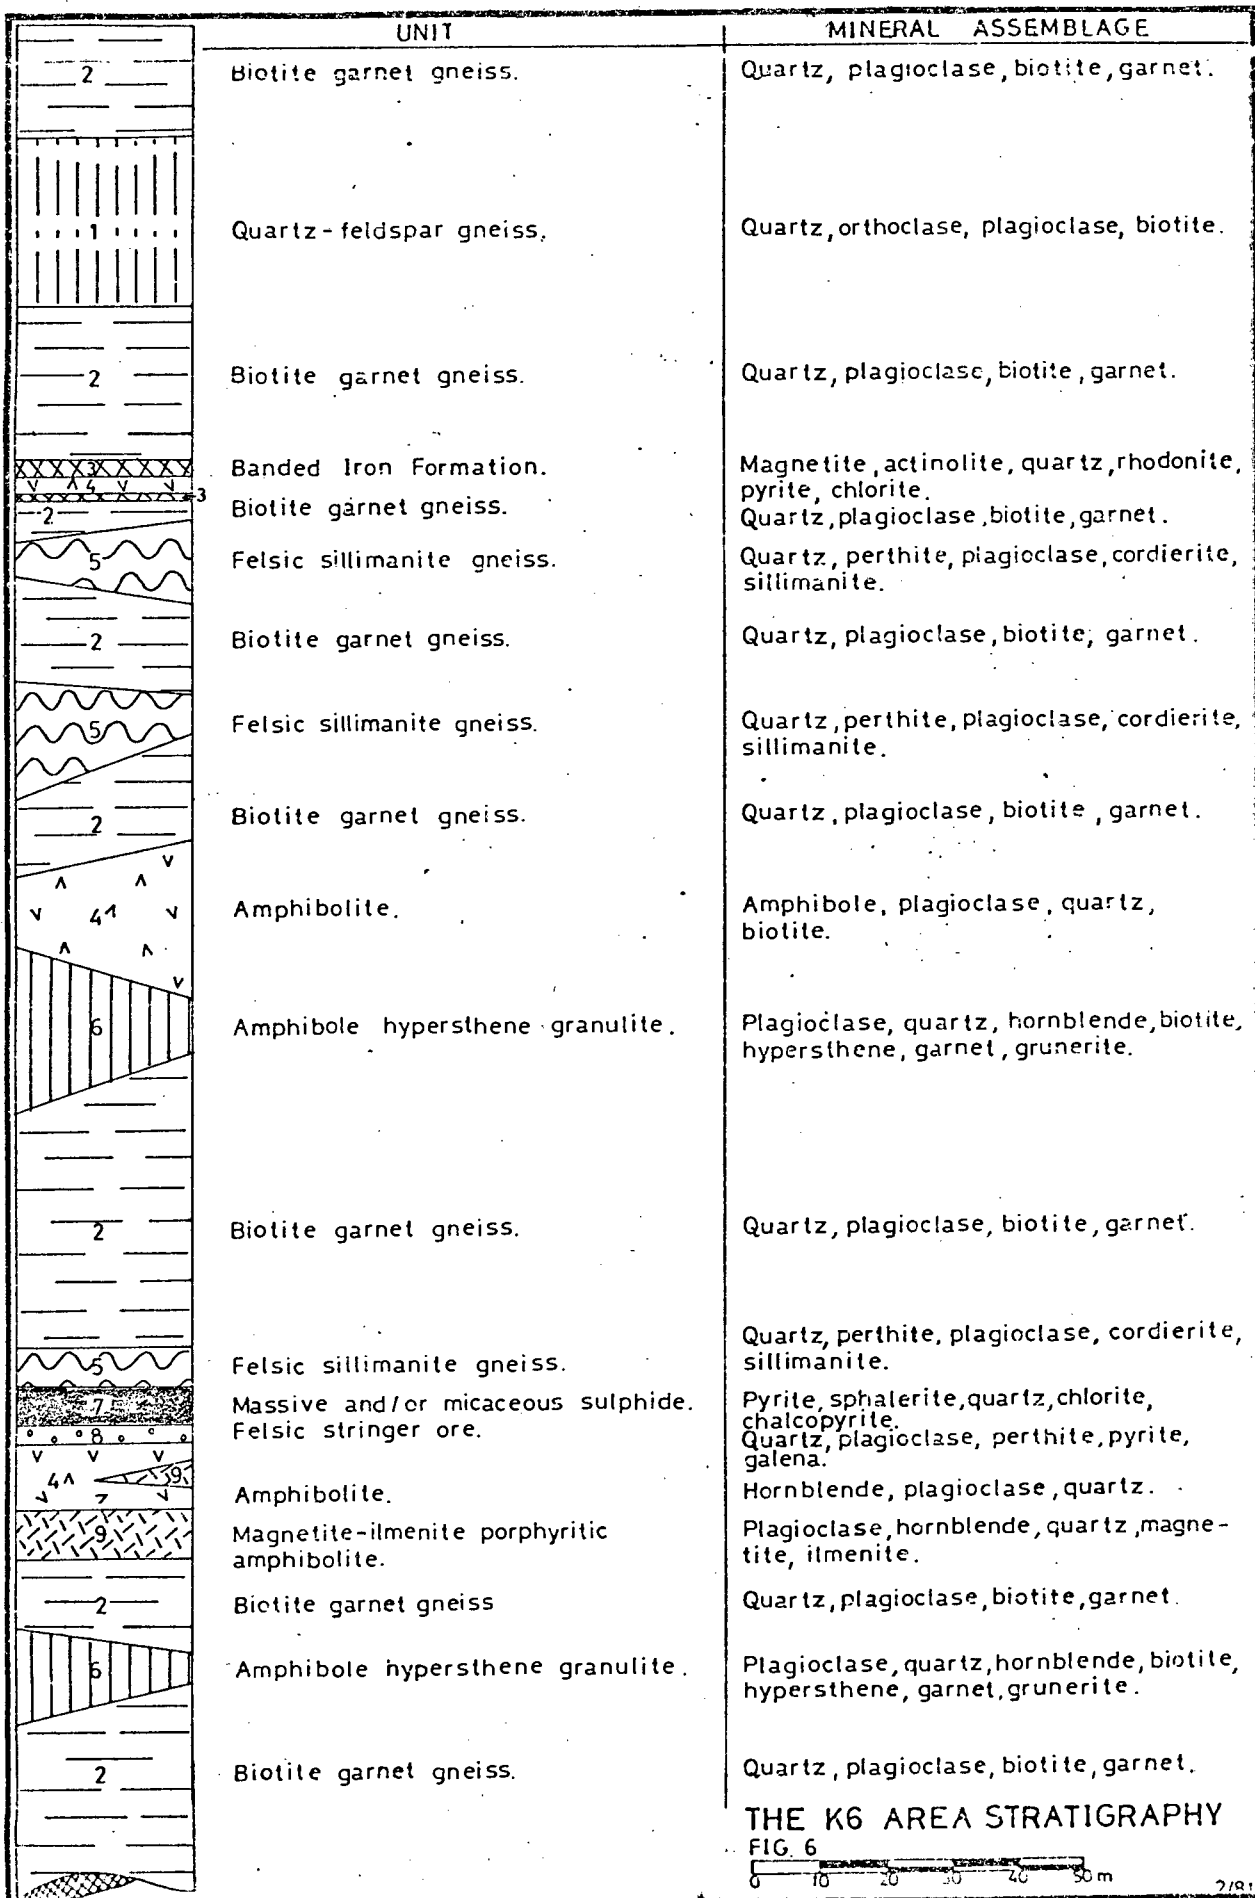 UNIT MINERAL ASSEMBLAGE
2 Biotite garnet gneiss. Quartz, plagioclase, biotite, garnet.
1 Quartz-feldspar gneiss. Quartz, orthoclase, plagioclase, biotite.
2 Biotite garnet gneiss. Quartz, plagioclase, biotite, garnet.
3 Banded Iron Formation. Magnetite, actinolite, quartz, rhodonite,
4 pyrite, chlorite.
3
2 Biotite garnet gneiss. Quartz, plagioclase, biotite, garnet.
5 Felsic sillimanite gneiss. Quartz, perthite, plagioclase, cordierite,
sillimanite.
2 Biotite garnet gneiss. Quartz, plagioclase, biotite, garnet.
5 Felsic sillimanite gneiss. Quartz, perthite, plagioclase, cordierite,
sillimanite.
2 Biotite garnet gneiss. Quartz, plagioclase, biotite, garnet.
4 Amphibolite. Amphibole, plagioclase, quartz,
biotite.
6 Amphibole hypersthene granulite. Plagioclase, quartz, hornblende, biotite,
hypersthene, garnet, grunerite.
2 Biotite garnet gneiss. Quartz, plagioclase, biotite, garnet.
Quartz, perthite, plagioclase, cordierite,
5 Felsic sillimanite gneiss. sillimanite.
7 Massive and/or micaceous sulphide. Pyrite, sphalerite, quartz, chlorite,
chalcopyrite.
8 Felsic stringer ore. Quartz, plagioclase, perthite, pyrite,
galena.
4 9 Amphibolite. Hornblende, plagioclase, quartz.
9 Magnetite-ilmenite porphyritic Plagioclase, hornblende, quartz, magne-
amphibolite. tite, ilmenite.
2 Biotite garnet gneiss Quartz, plagioclase, biotite, garnet.
6 Amphibole hypersthene granulite. Plagioclase, quartz, hornblende, biotite,
hypersthene, garnet, grunerite.
2 Biotite garnet gneiss. Quartz, plagioclase, biotite, garnet.
THE K6 AREA STRATIGRAPHY
FIG. 6
0 10 20 30 40 50 m
2/81